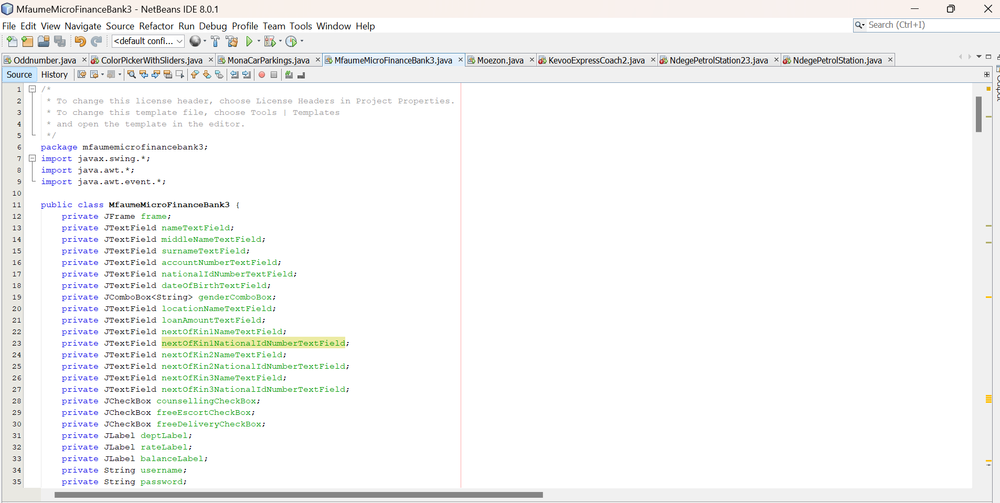 MfaumeMicroFinanceBank3 - NetBeans IDE 8.0.1
File Edit View Navigate Source Refactor Run Debug Profile Team Tools Window Help
Search (Ctrl+I)
<default confi...
Oddnumber.java ColorPickerWithSliders.java MonaCarParkings.java MfaumeMicroFinanceBank3.java Moezon.java KevooExpressCoach2.java NdegePetrolStation23.java NdegePetrolStation.java
Source History
Output
1 /*
2 * To change this license header, choose License Headers in Project Properties.
3 * To change this template file, choose Tools | Templates
4 * and open the template in the editor.
5 */
6 package mfaumemicrofinancebank3;
7 import javax.swing.*;
8 import java.awt.*;
9 import java.awt.event.*;
10
11 public class MfaumeMicroFinanceBank3 {
12 private JFrame frame;
13 private JTextField nameTextField;
14 private JTextField middleNameTextField;
15 private JTextField surnameTextField;
16 private JTextField accountNumberTextField;
17 private JTextField nationalIdNumberTextField;
18 private JTextField dateOfBirthTextField;
19 private JComboBox<String> genderComboBox;
20 private JTextField locationNameTextField;
21 private JTextField loanAmountTextField;
22 private JTextField nextOfKin1NameTextField;
23 private JTextField nextOfKin1NationalIdNumberTextField;
24 private JTextField nextOfKin2NameTextField;
25 private JTextField nextOfKin2NationalIdNumberTextField;
26 private JTextField nextOfKin3NameTextField;
27 private JTextField nextOfKin3NationalIdNumberTextField;
28 private JCheckBox counsellingCheckBox;
29 private JCheckBox freeEscortCheckBox;
30 private JCheckBox freeDeliveryCheckBox;
31 private JLabel deptLabel;
32 private JLabel rateLabel;
33 private JLabel balanceLabel;
34 private String username;
35 private String password;